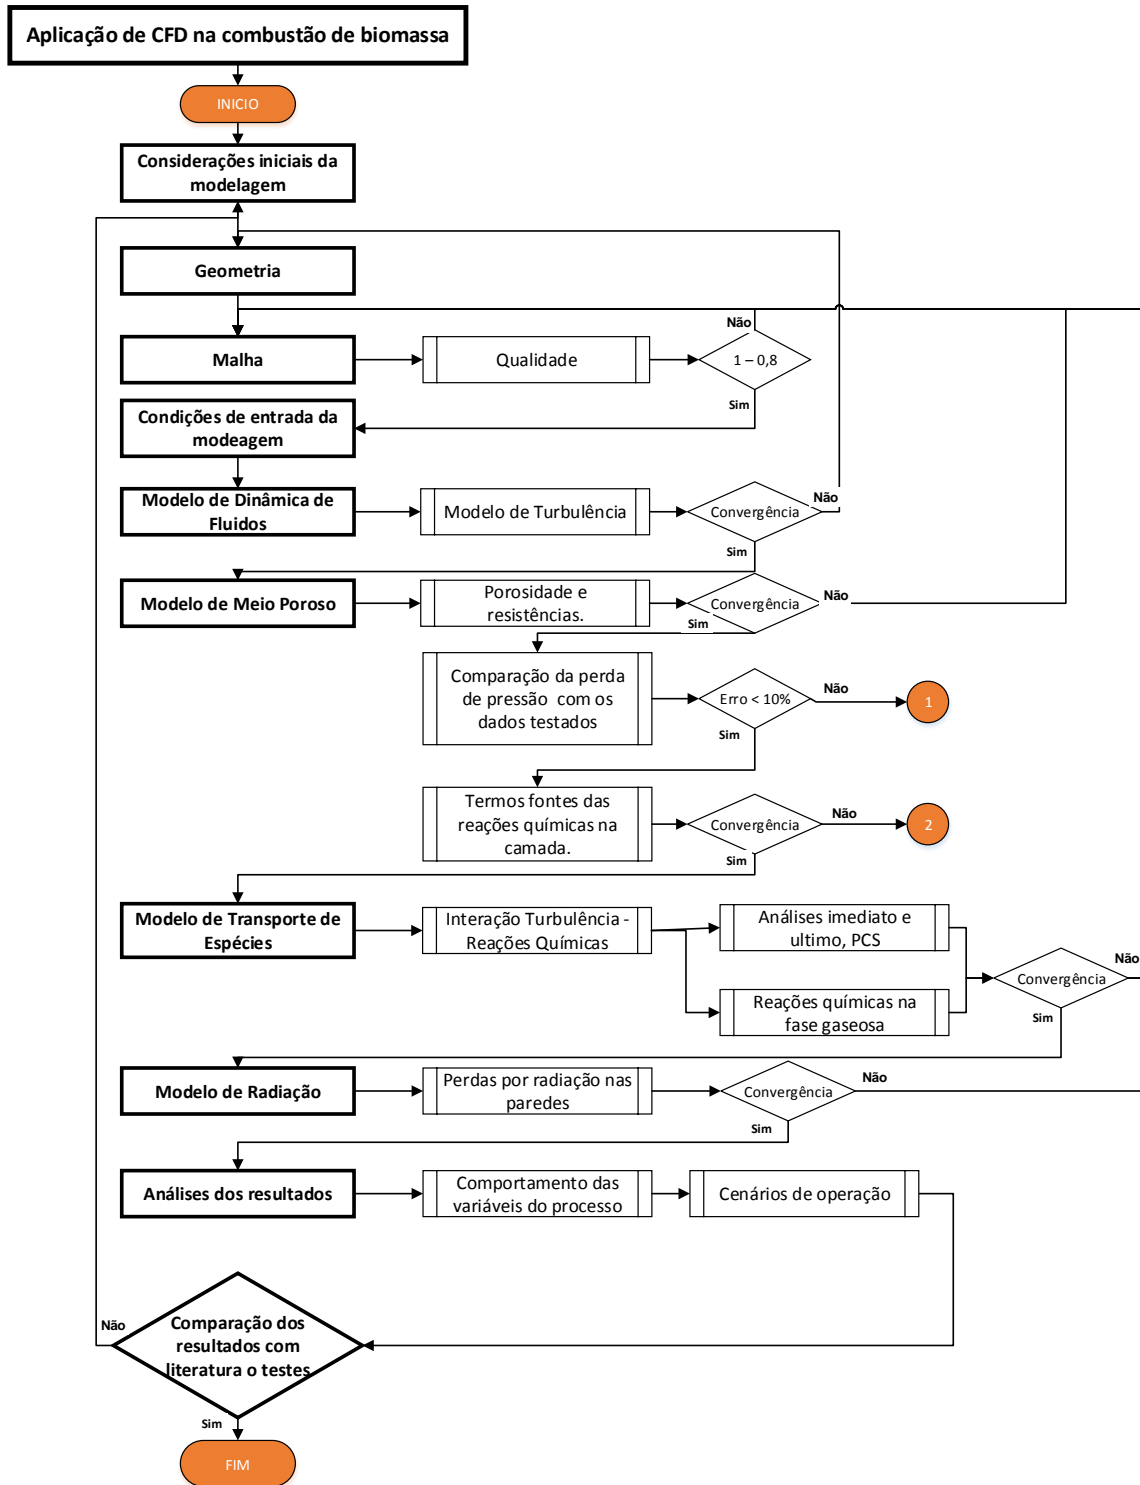 Aplicação de CFD na combustão de biomassa
INICIO
Considerações iniciais da
modelagem
Geometria
Não
Malha
Qualidade
1 – 0,8
Sim
Condições de entrada da
modeagem
Modelo de Dinâmica de
Fluidos
Modelo de Turbulência
Convergência
Não
Sim
Modelo de Meio Poroso
Porosidade e
resistências.
Convergência
Não
Sim
Comparação da perda
de pressão com os
dados testados
Erro < 10%
Não
1
Sim
Termos fontes das
reações químicas na
camada.
Convergência
Não
2
Sim
Modelo de Transporte de
Espécies
Interação Turbulência -
Reações Químicas
Análises imediato e
ultimo, PCS
Reações químicas na
fase gaseosa
Convergência
Não
Sim
Modelo de Radiação
Perdas por radiação nas
paredes
Convergência
Não
Sim
Análises dos resultados
Comportamento das
variáveis do processo
Cenários de operação
Comparação dos
resultados com
literatura o testes
Não
Sim
FIM